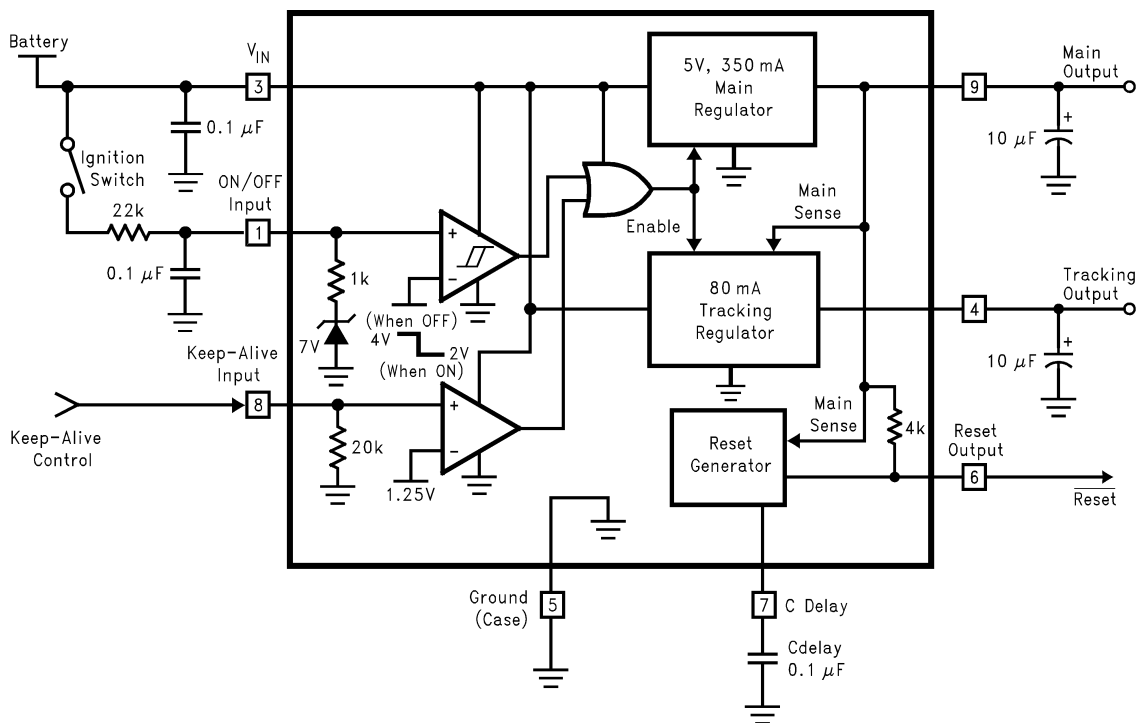 Battery
V_IN
3
0.1 μF
Ignition
Switch
ON/OFF
Input
22k
1
0.1 μF
+
−
1k
7V
(When OFF)
4V
2V
(When ON)
Keep-Alive
Input
8
Keep-Alive
Control
20k
+
−
1.25V
5V, 350 mA
Main
Regulator
Enable
Main
Sense
80 mA
Tracking
Regulator
Main
Sense
4k
Reset
Generator
9
Main
Output
+
10 μF
Tracking
Output
4
+
10 μF
Reset
Output
6
Reset
Ground
(Case)
5
7
C Delay
Cdelay
0.1 μF